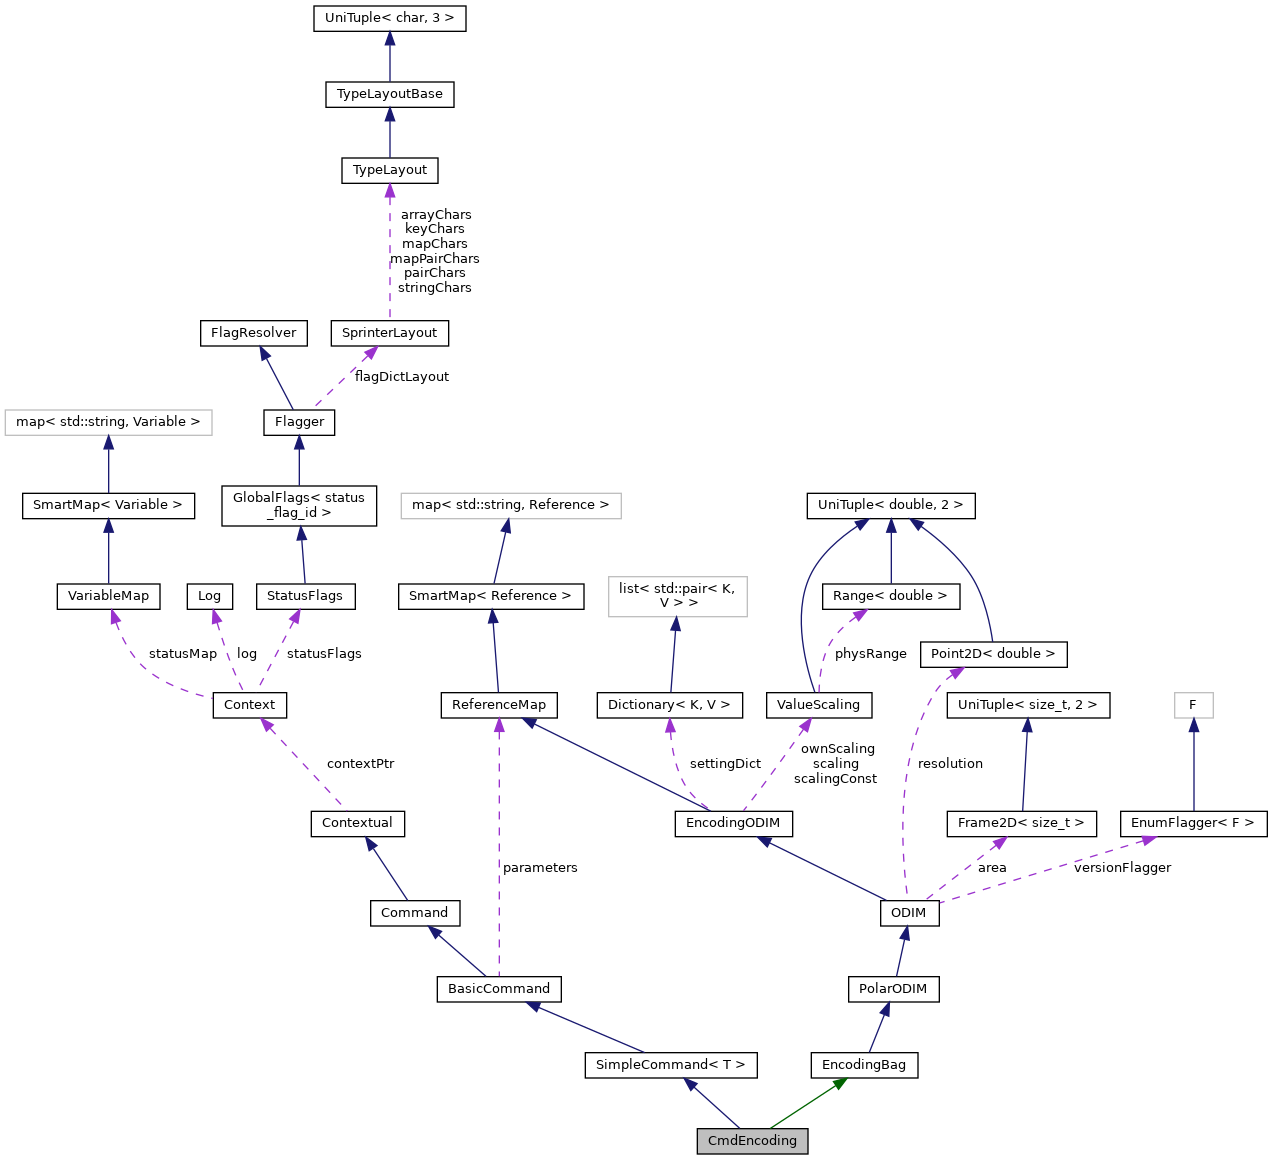 UniTuple< char, 3 >
TypeLayoutBase
TypeLayout
arrayChars
keyChars
mapChars
mapPairChars
pairChars
stringChars
FlagResolver
SprinterLayout
flagDictLayout
map< std::string, Variable >
Flagger
SmartMap< Variable >
GlobalFlags< status
_flag_id >
map< std::string, Reference >
UniTuple< double, 2 >
VariableMap
Log
StatusFlags
SmartMap< Reference >
list< std::pair< K,
V > >
Range< double >
statusMap
log
statusFlags
physRange
Point2D< double >
Context
ReferenceMap
Dictionary< K, V >
ValueScaling
UniTuple< size_t, 2 >
F
contextPtr
settingDict
ownScaling
scaling
scalingConst
resolution
Contextual
EncodingODIM
Frame2D< size_t >
EnumFlagger< F >
parameters
area
versionFlagger
Command
ODIM
BasicCommand
PolarODIM
SimpleCommand< T >
EncodingBag
CmdEncoding